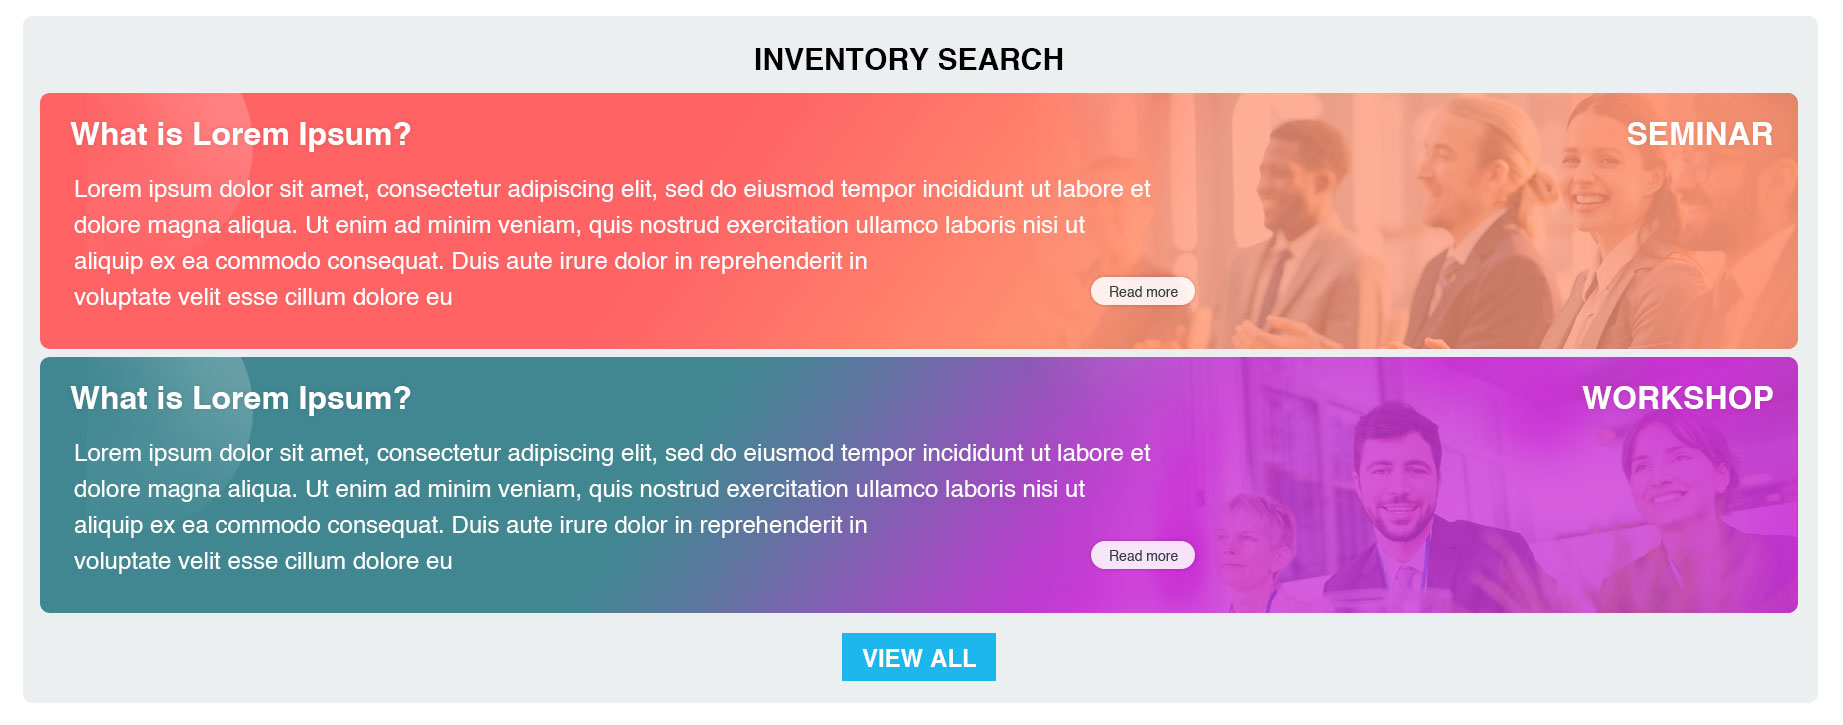 INVENTORY SEARCH
What is Lorem Ipsum?
SEMINAR
Lorem ipsum dolor sit amet, consectetur adipiscing elit, sed do eiusmod tempor incididunt ut labore et
dolore magna aliqua. Ut enim ad minim veniam, quis nostrud exercitation ullamco laboris nisi ut
aliquip ex ea commodo consequat. Duis aute irure dolor in reprehenderit in
voluptate velit esse cillum dolore eu
Read more
What is Lorem Ipsum?
WORKSHOP
Lorem ipsum dolor sit amet, consectetur adipiscing elit, sed do eiusmod tempor incididunt ut labore et
dolore magna aliqua. Ut enim ad minim veniam, quis nostrud exercitation ullamco laboris nisi ut
aliquip ex ea commodo consequat. Duis aute irure dolor in reprehenderit in
voluptate velit esse cillum dolore eu
Read more
VIEW ALL